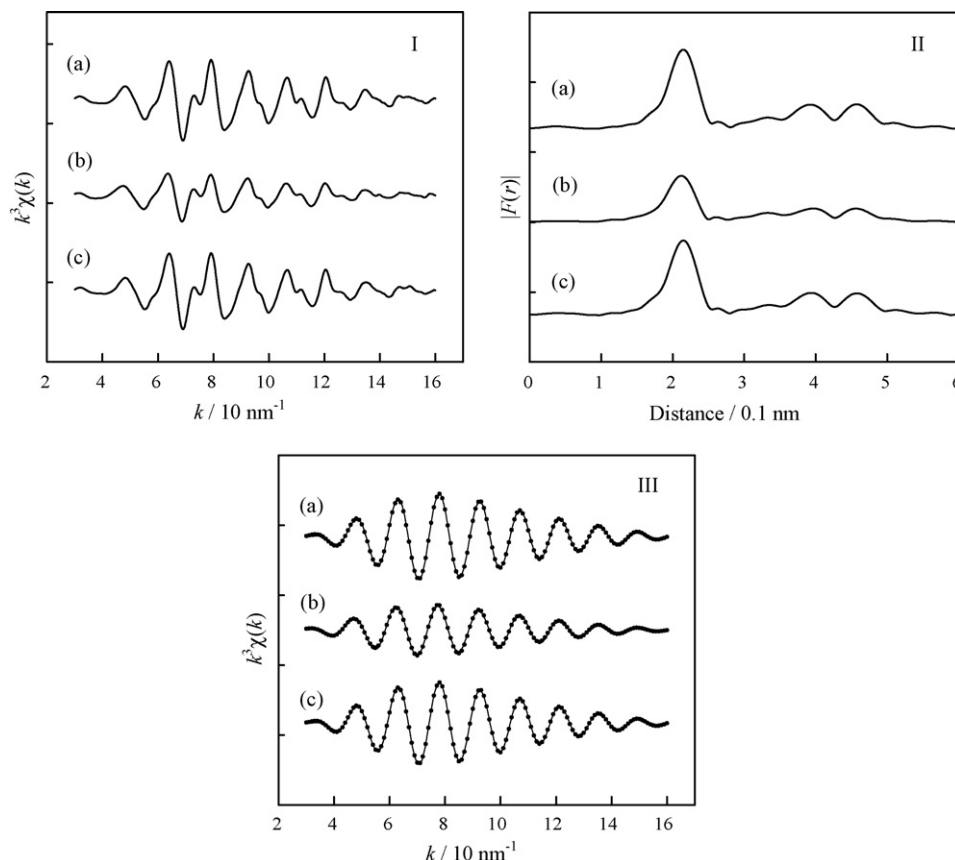 I
(a)
(b)
(c)
k³χ(k)
2 4 6 8 10 12 14 16
k / 10 nm⁻¹
II
(a)
(b)
(c)
|F(r)|
0 1 2 3 4 5 6
Distance / 0.1 nm
III
(a)
(b)
(c)
k³χ(k)
2 4 6 8 10 12 14 16
k / 10 nm⁻¹